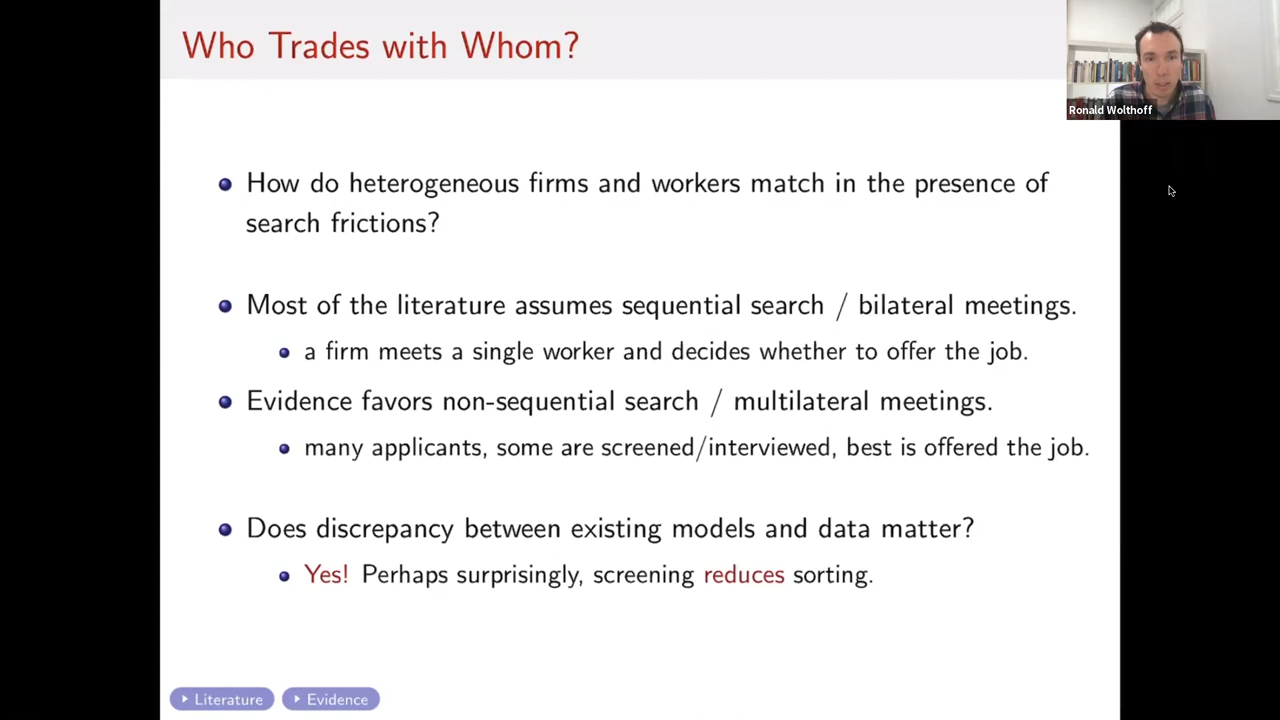 Who Trades with Whom?
Ronald Wolthoff
How do heterogeneous firms and workers match in the presence of
search frictions?
Most of the literature assumes sequential search / bilateral meetings.
a firm meets a single worker and decides whether to offer the job.
Evidence favors non-sequential search / multilateral meetings.
many applicants, some are screened/interviewed, best is offered the job.
Does discrepancy between existing models and data matter?
Yes! Perhaps surprisingly, screening reduces sorting.
Literature
Evidence